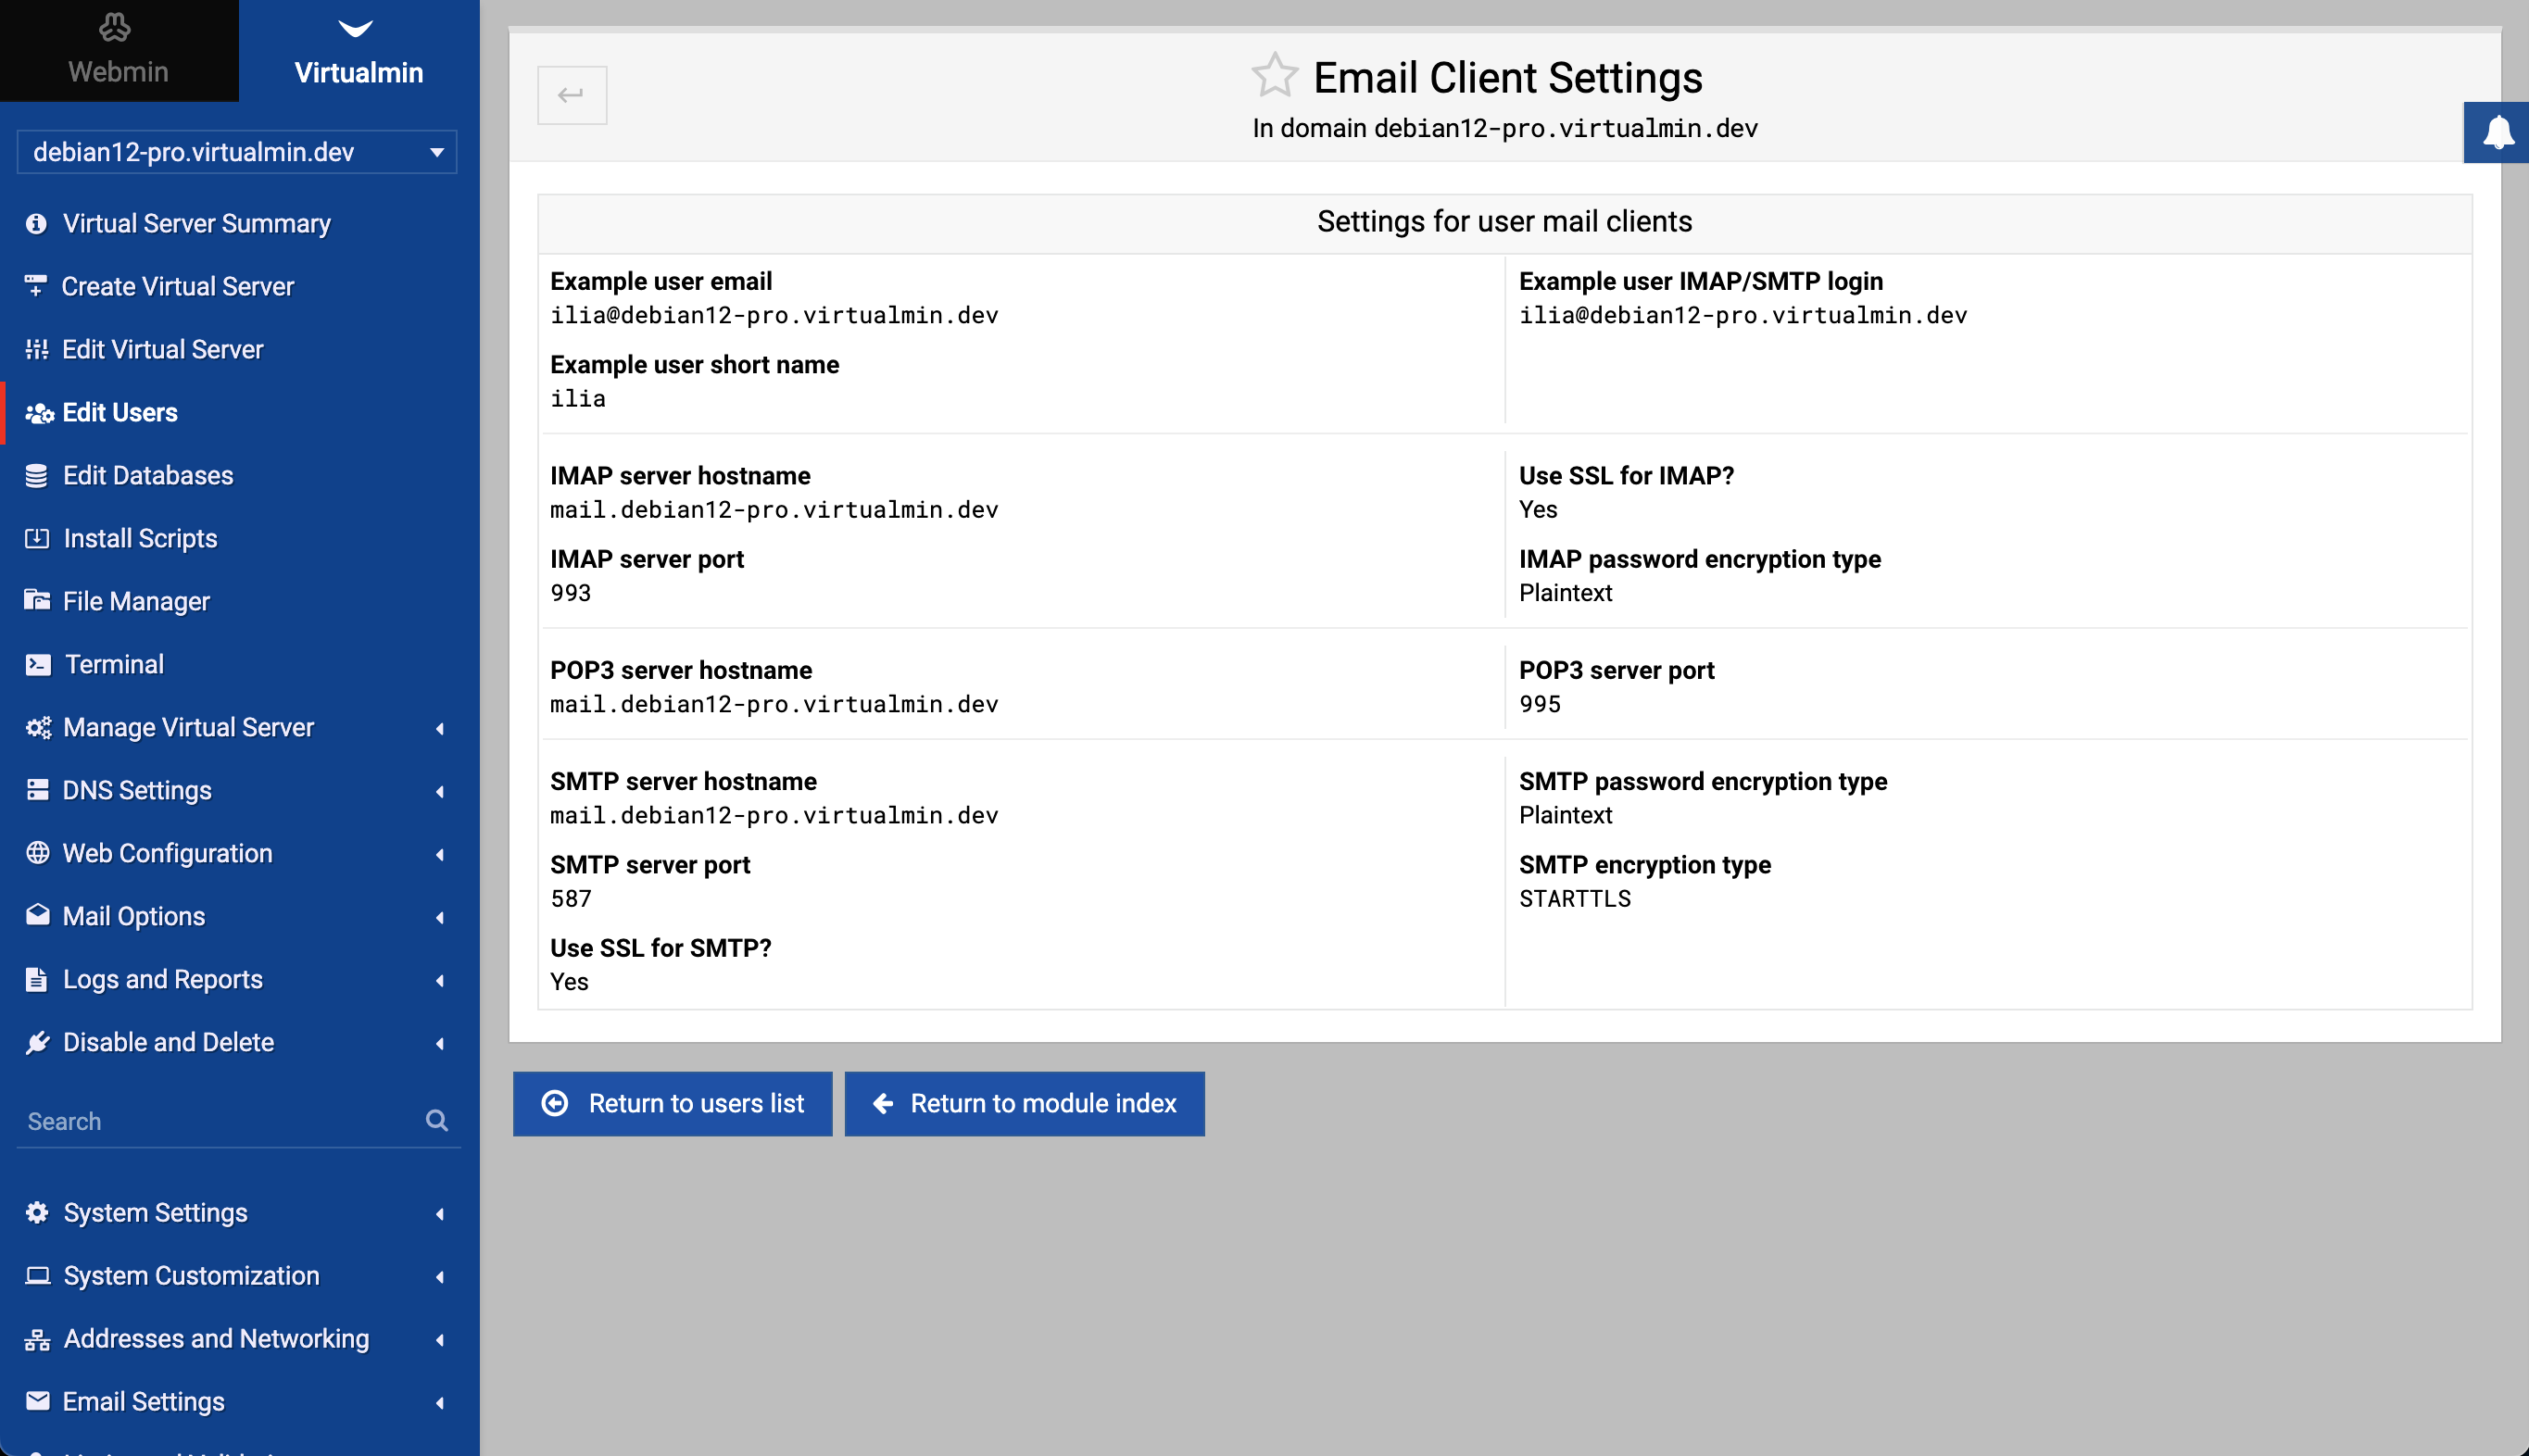 Webmin
Virtualmin
debian12-pro.virtualmin.dev
Virtual Server Summary
Create Virtual Server
Edit Virtual Server
Edit Users
Edit Databases
Install Scripts
File Manager
Terminal
Manage Virtual Server
DNS Settings
Web Configuration
Mail Options
Logs and Reports
Disable and Delete
Search
System Settings
System Customization
Addresses and Networking
Email Settings
Email Client Settings
In domain debian12-pro.virtualmin.dev
Settings for user mail clients
Example user email
ilia@debian12-pro.virtualmin.dev
Example user short name
ilia
Example user IMAP/SMTP login
ilia@debian12-pro.virtualmin.dev
IMAP server hostname
mail.debian12-pro.virtualmin.dev
IMAP server port
993
Use SSL for IMAP?
Yes
IMAP password encryption type
Plaintext
POP3 server hostname
mail.debian12-pro.virtualmin.dev
POP3 server port
995
SMTP server hostname
mail.debian12-pro.virtualmin.dev
SMTP server port
587
Use SSL for SMTP?
Yes
SMTP password encryption type
Plaintext
SMTP encryption type
STARTTLS
Return to users list
Return to module index